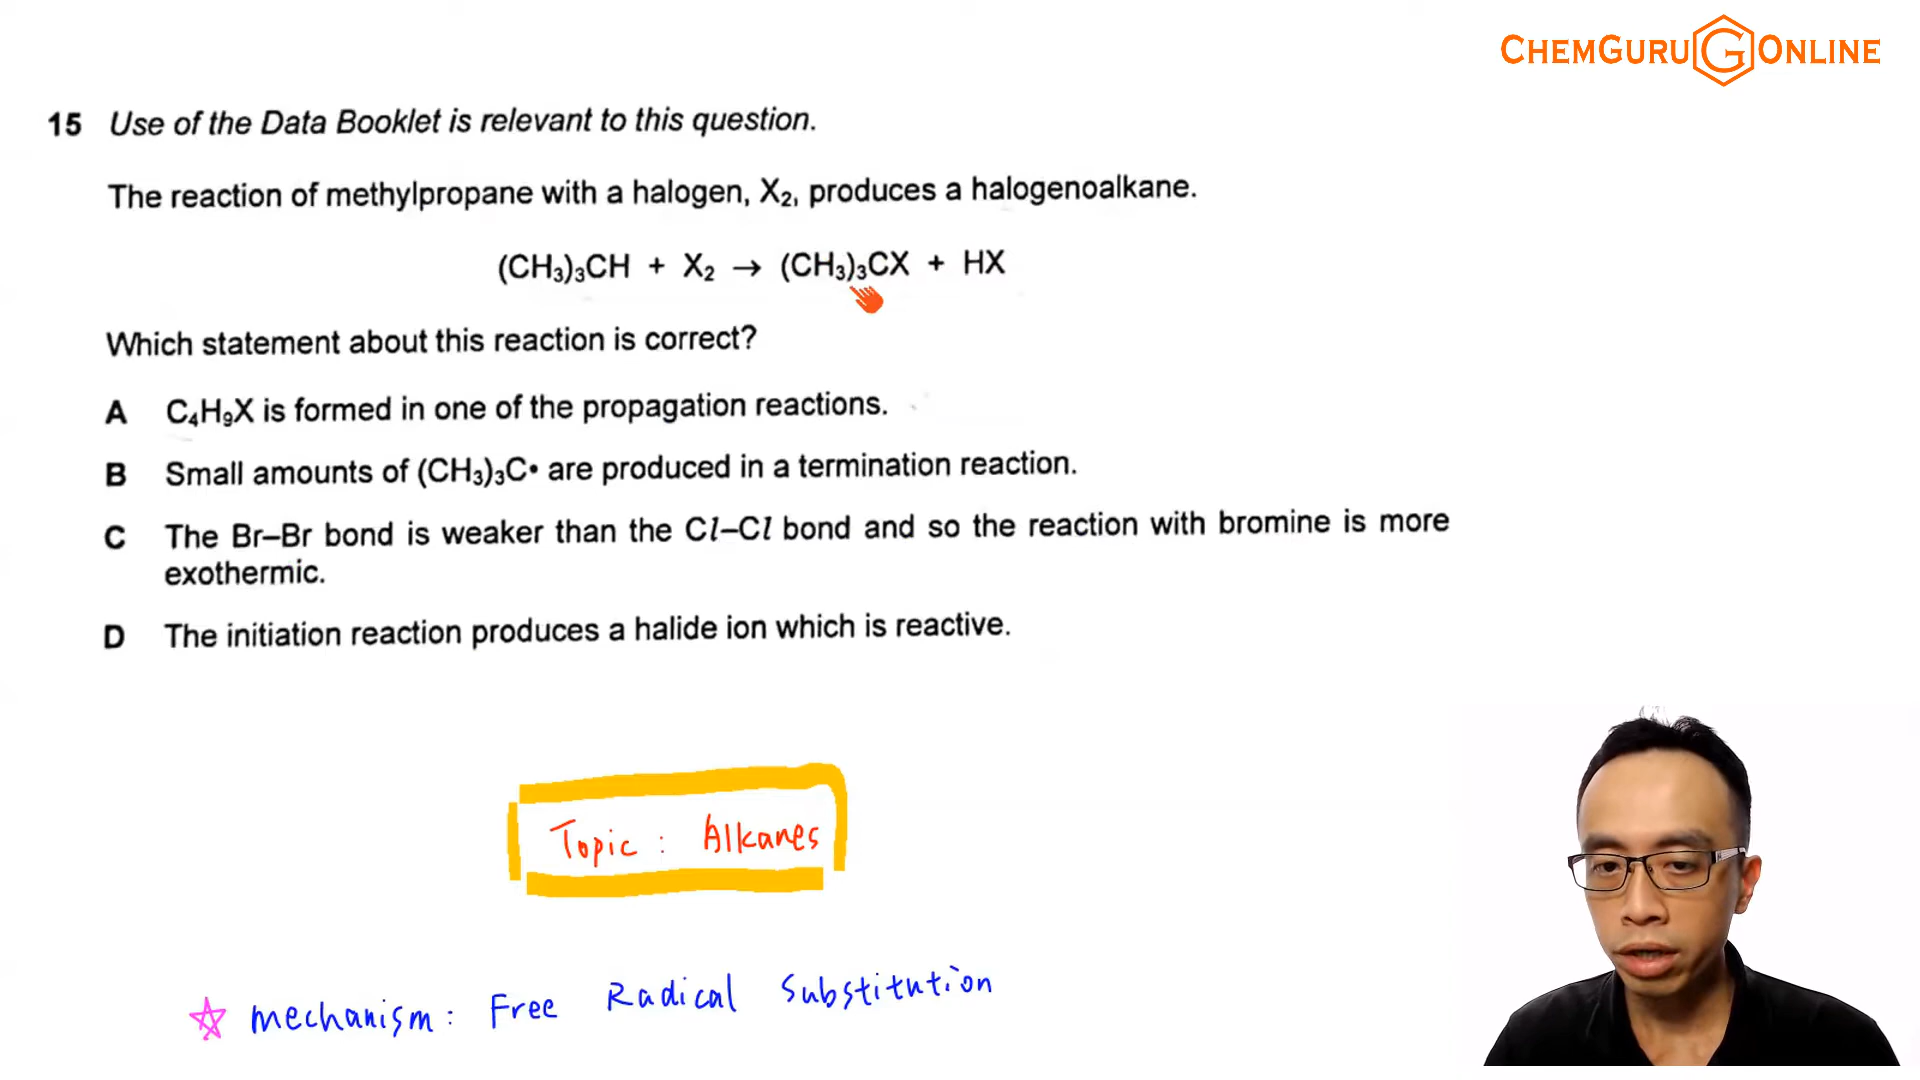 CHEMGURU G ONLINE
15 Use of the Data Booklet is relevant to this question.
The reaction of methylpropane with a halogen, X₂, produces a halogenoalkane.
(CH₃)₃CH + X₂ → (CH₃)₃CX + HX
Which statement about this reaction is correct?
A C₄H₉X is formed in one of the propagation reactions.
B Small amounts of (CH₃)₃C• are produced in a termination reaction.
C The Br–Br bond is weaker than the Cl–Cl bond and so the reaction with bromine is more
exothermic.
D The initiation reaction produces a halide ion which is reactive.
Topic : Alkanes
☆ mechanism : Free Radical Substitution